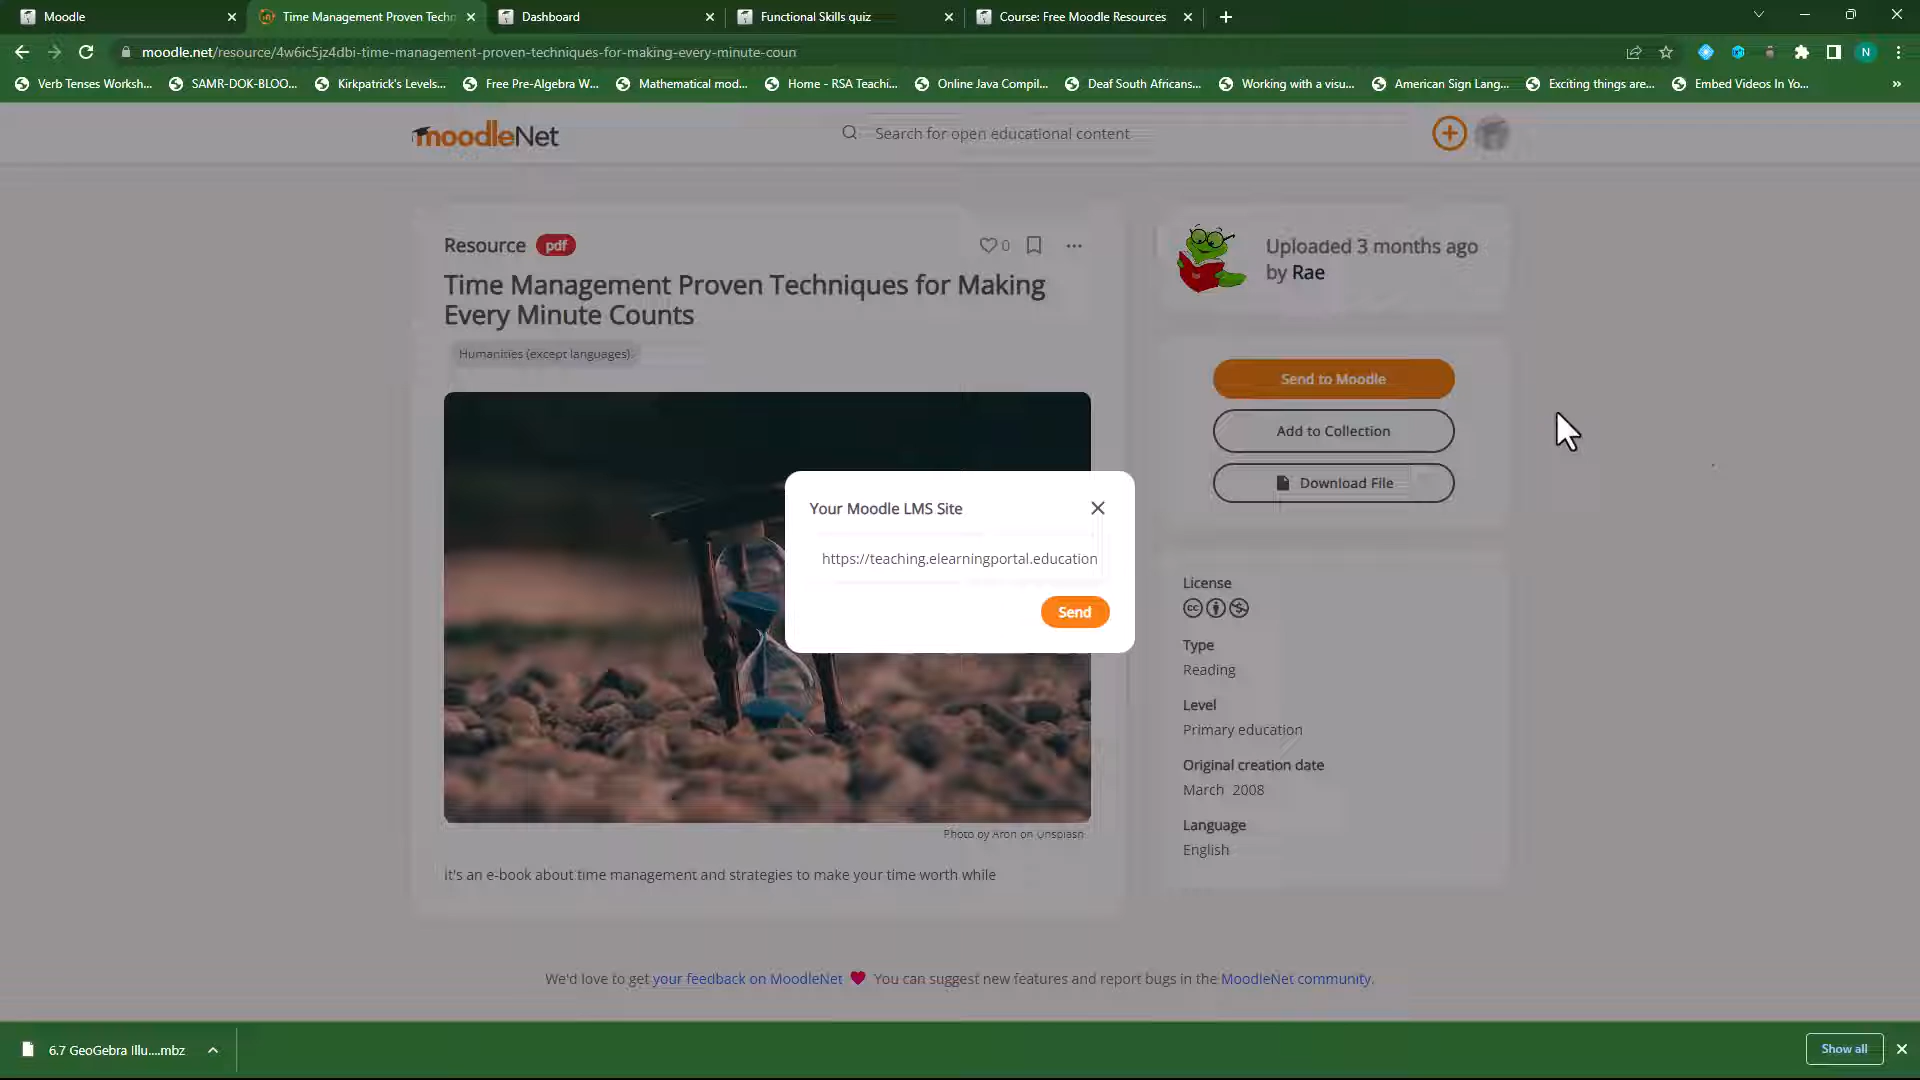 Moodle
Time Management Proven Techn
Dashboard
Functional Skills quiz
Course: Free Moodle Resources
moodle.net/resource/4w6ic5jz4dbi-time-management-proven-techniques-for-making-every-minute-coun
N
Verb Tenses Worksh...
SAMR-DOK-BLOO...
Kirkpatrick's Levels...
Free Pre-Algebra W...
Mathematical mod...
Home - RSA Teachi...
Online Java Compil...
Deaf South Africans...
Working with a visu...
American Sign Lang...
Exciting things are...
Embed Videos In Yo...
moodleNet
Search for open educational content
Resource pdf
0
Time Management Proven Techniques for Making
Every Minute Counts
Humanities (except languages)
Photo by Aron on Unsplash
It's an e-book about time management and strategies to make your time worth while
Uploaded 3 months ago
by Rae
Send to Moodle
Add to Collection
Download File
Your Moodle LMS Site
https://teaching.elearningportal.education
Send
License
cc
Type
Reading
Level
Primary education
Original creation date
March 2008
Language
English
We'd love to get your feedback on MoodleNet You can suggest new features and report bugs in the MoodleNet community.
6.7 GeoGebra Illu....mbz
Show all